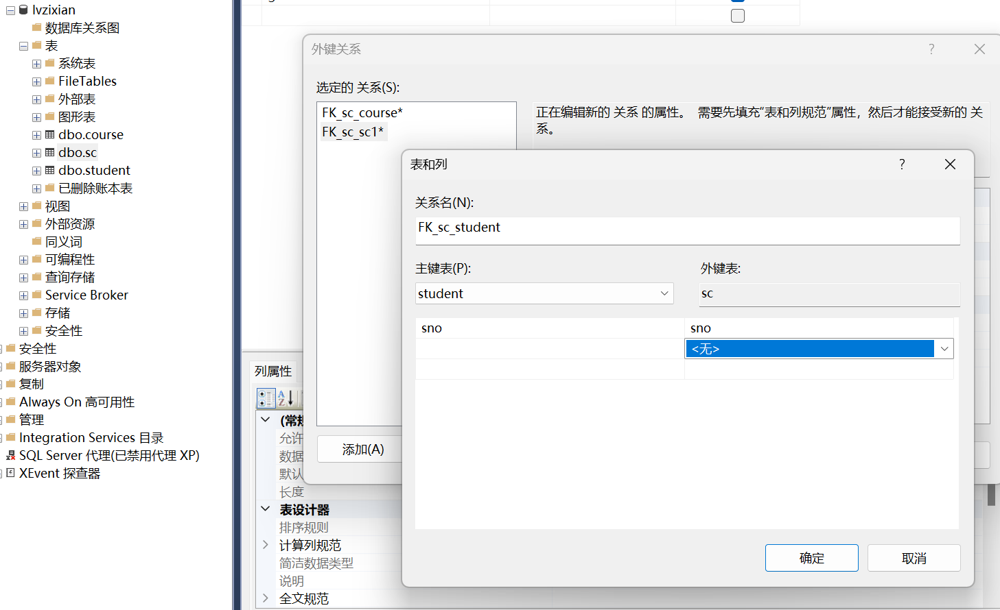 lvzixian
数据库关系图
表
系统表
FileTables
外部表
图形表
dbo.course
dbo.sc
dbo.student
已删除账本表
视图
外部资源
同义词
可编程性
查询存储
Service Broker
存储
安全性
安全性
服务器对象
复制
Always On 高可用性
管理
Integration Services 目录
SQL Server 代理(已禁用代理 XP)
XEvent 探查器
外键关系
选定的 关系(S):
FK_sc_course*
FK_sc_sc1*
正在编辑新的 关系 的属性。 需要先填充“表和列规范”属性，然后才能接受新的 关
系。
添加(A)
表和列
关系名(N):
FK_sc_student
主键表(P):
外键表:
student
sc
sno
sno
<无>
确定
取消
列属性
(常规
允许
数据
默认
长度
表设计器
排序规则
计算列规范
简洁数据类型
说明
全文规范